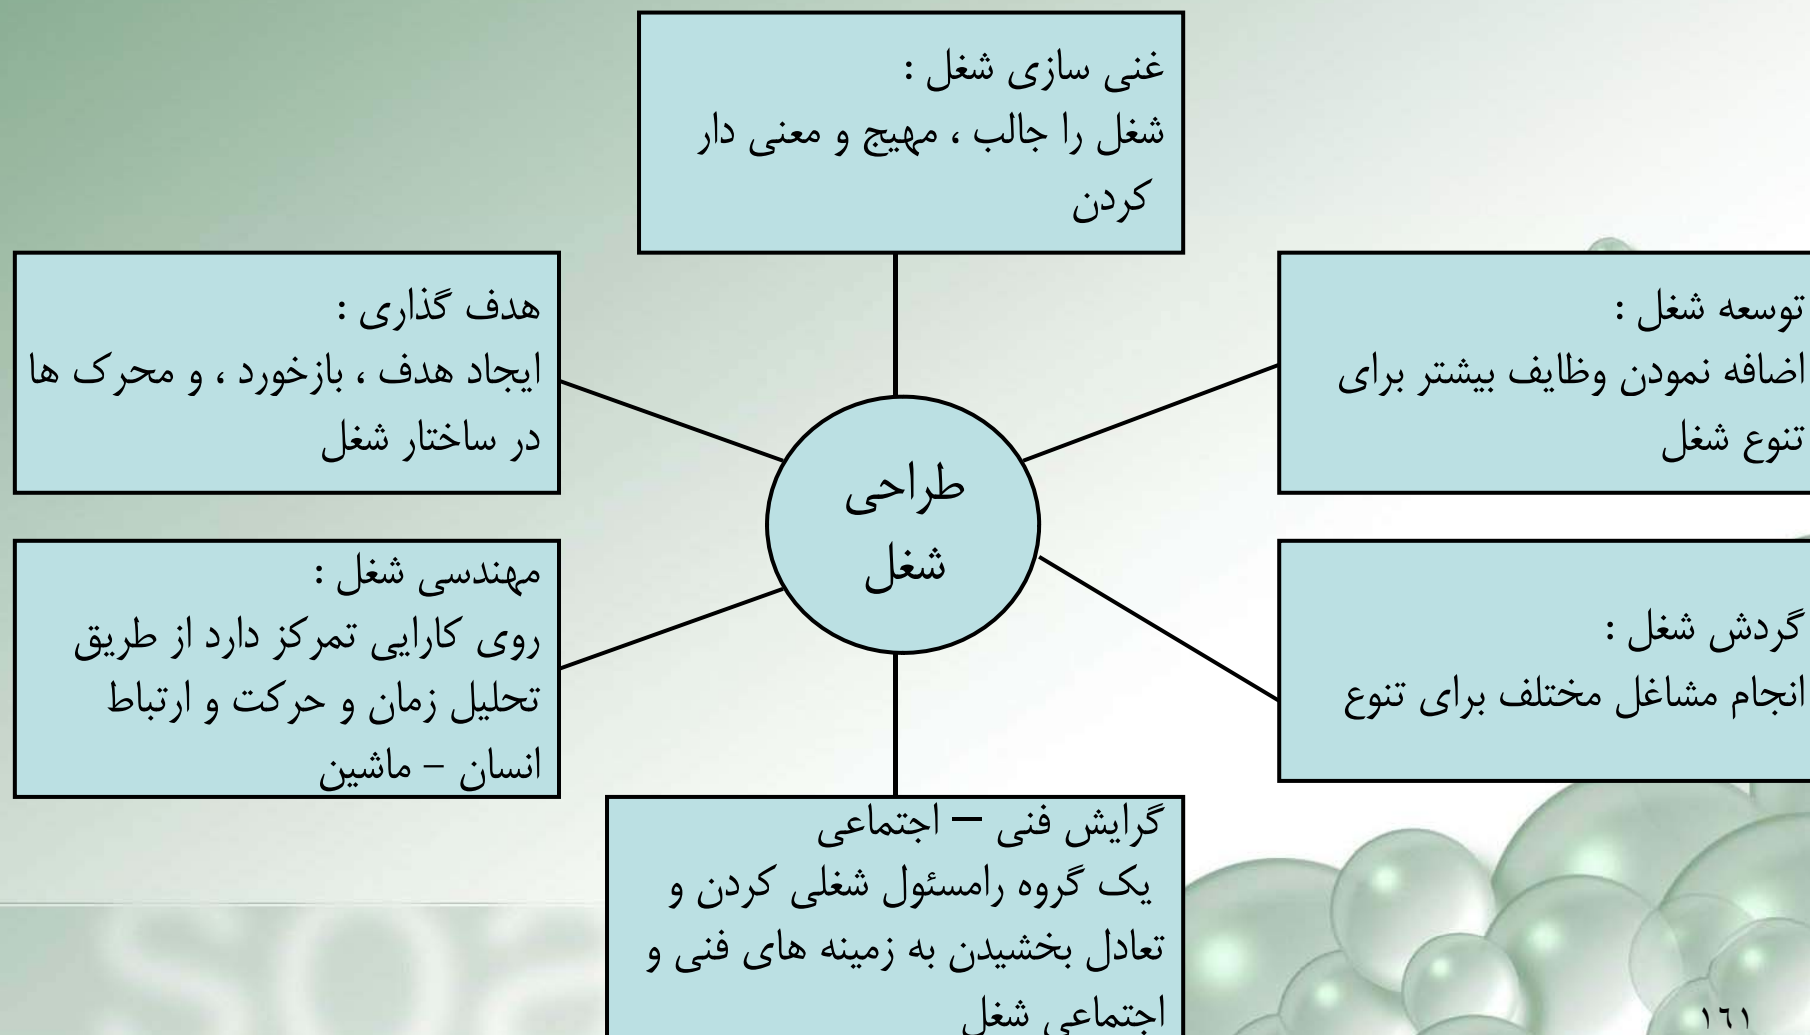 غنی سازی شغل :
شغل را جالب ، مهیج و معنی دار
کردن
توسعه شغل :
اضافه نمودن وظایف بیشتر برای
تنوع شغل
هدف گذاری :
ایجاد هدف ، بازخورد ، و محرک ها
در ساختار شغل
طراحی
شغل
گردش شغل :
انجام مشاغل مختلف برای تنوع
مهندسی شغل :
روی کارایی تمرکز دارد از طریق
تحلیل زمان و حرکت و ارتباط
انسان – ماشین
گرایش فنی – اجتماعی
یک گروه رامسئول شغلی کردن و
تعادل بخشیدن به زمینه های فنی و
اجتماعی شغل
۱۶۱